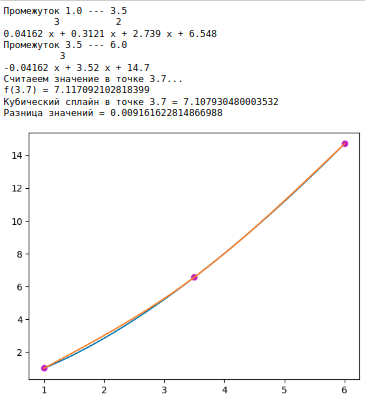 Промежуток 1.0 --- 3.5
3 2
0.04162 x + 0.3121 x + 2.739 x + 6.548
Промежуток 3.5 --- 6.0
3
-0.04162 x + 3.52 x + 14.7
Считаеем значение в точке 3.7...
f(3.7) = 7.117092102818399
Кубический сплайн в точке 3.7 = 7.107930480003532
Разница значений = 0.009161622814866988
14
12
10
8
6
4
2
1 2 3 4 5 6